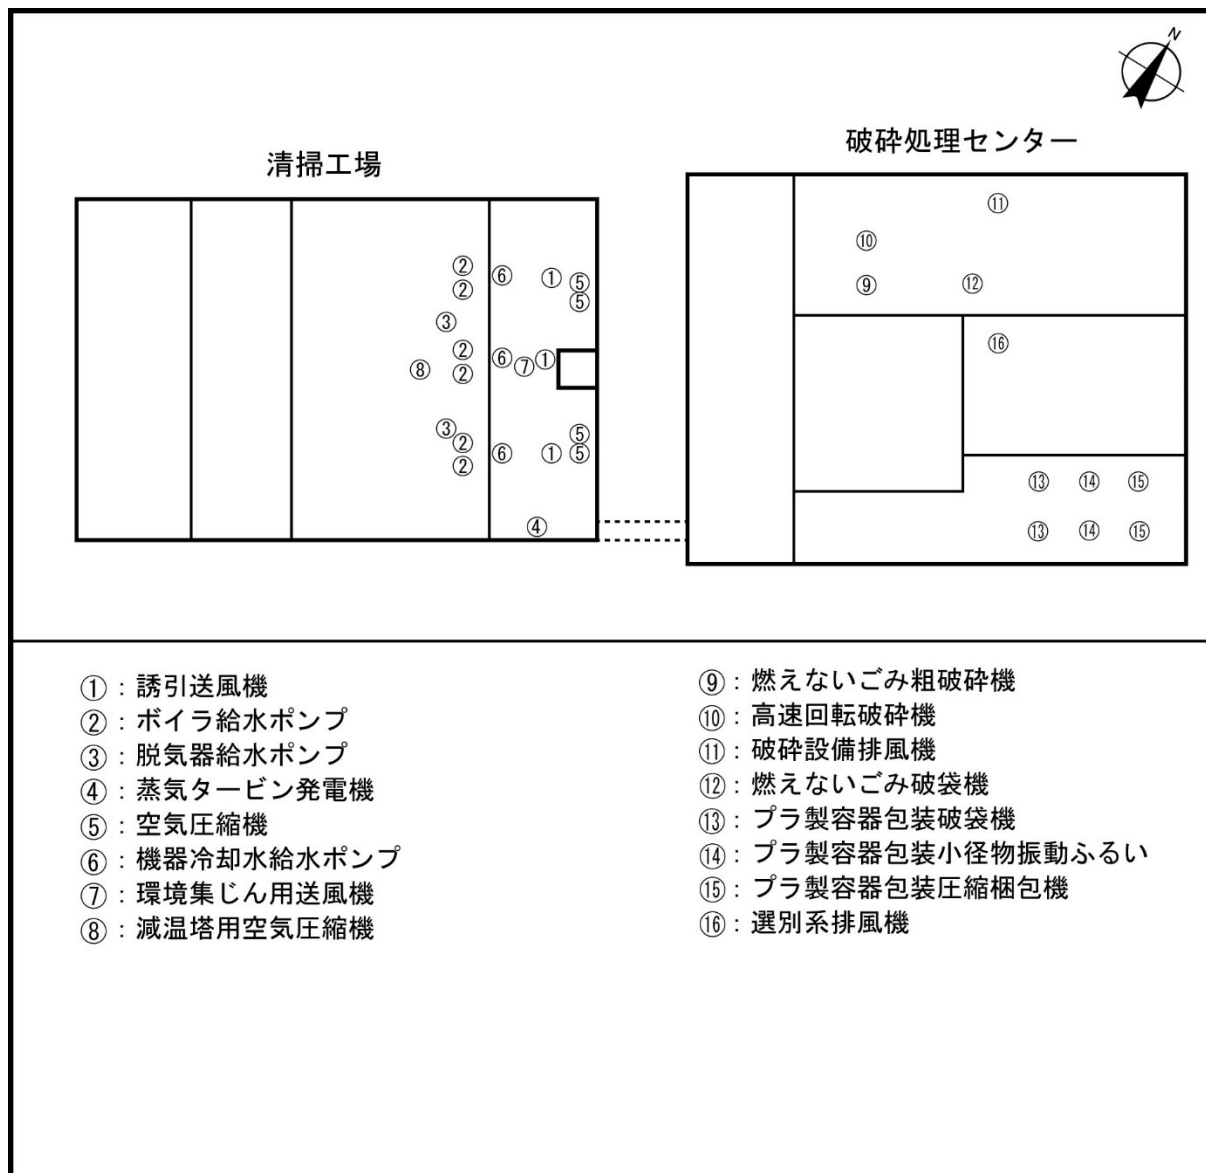 N
清掃工場
破砕処理センター
⑪
⑩
② ⑥ ① ⑤
⑨ ⑫
② ⑤
③
⑯
② ⑥ ⑦ ①
⑧ ②
③ ⑤
② ⑥ ① ⑤
②
⑬ ⑭ ⑮
④
⑬ ⑭ ⑮
①：誘引送風機
②：ボイラ給水ポンプ
③：脱気器給水ポンプ
④：蒸気タービン発電機
⑤：空気圧縮機
⑥：機器冷却水給水ポンプ
⑦：環境集じん用送風機
⑧：減温塔用空気圧縮機
⑨：燃えないごみ粗破砕機
⑩：高速回転破砕機
⑪：破砕設備排風機
⑫：燃えないごみ破袋機
⑬：プラ製容器包装破袋機
⑭：プラ製容器包装小径物振動ふるい
⑮：プラ製容器包装圧縮梱包機
⑯：選別系排風機